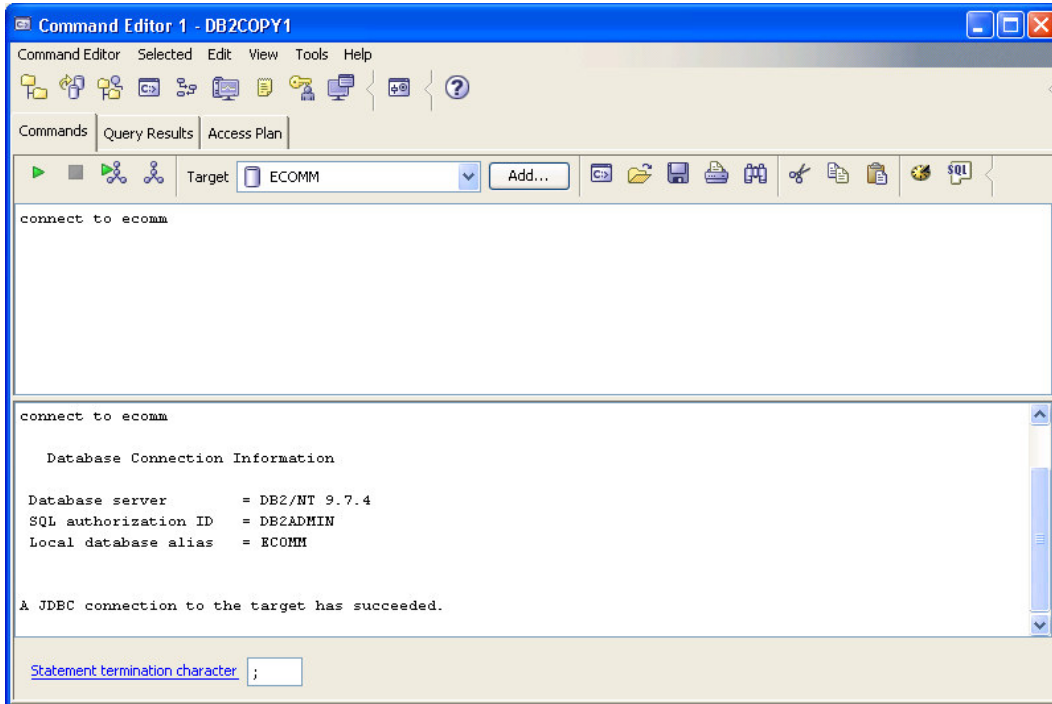 Command Editor 1 - DB2COPY1
Command Editor Selected Edit View Tools Help
Commands Query Results Access Plan
Target ECOMM Add... SQL
connect to ecomm
connect to ecomm
Database Connection Information
Database server = DB2/NT 9.7.4
SQL authorization ID = DB2ADMIN
Local database alias = ECOMM
A JDBC connection to the target has succeeded.
Statement termination character ;